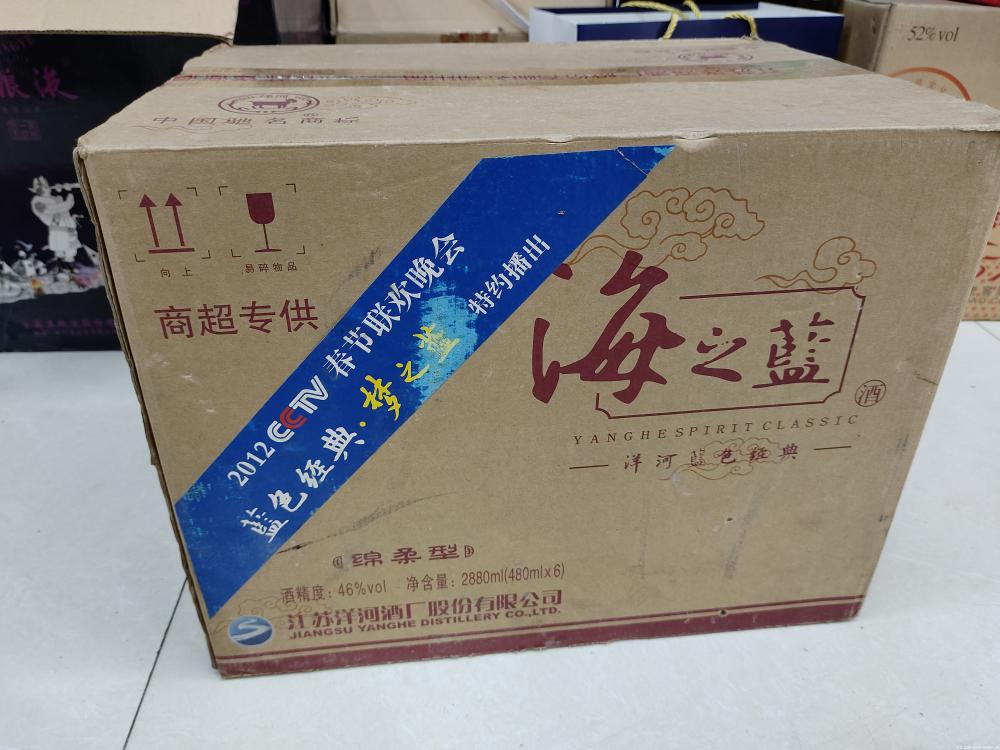 52%vol
中国驰名商标
向上
易碎物品
商超专供
2012 CCTV 春节联欢晚会
蓝色经典·梦之蓝 特约播出
海之藍
酒
YANGHE SPIRIT CLASSIC
洋河藍色经典
绵柔型
酒精度：46%vol 净含量：2880ml(480mlx6)
江苏洋河酒厂股份有限公司
JIANGSU YANGHE DISTILLERY CO.,LTD.